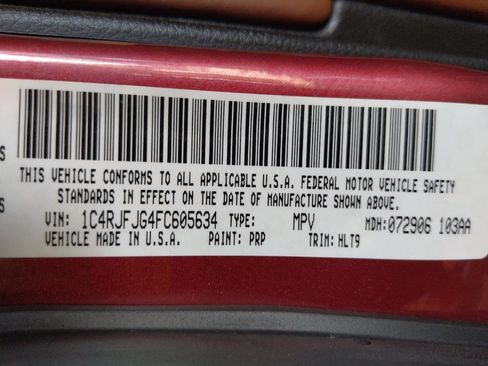 THIS VEHICLE CONFORMS TO ALL APPLICABLE U.S.A. FEDERAL MOTOR VEHICLE SAFETY
STANDARDS IN EFFECT ON THE DATE OF MANUFACTURE SHOWN ABOVE.
VIN: 1C4RJFJG4FC605634 TYPE: MPV MDH:072906 103AA
VEHICLE MADE IN U.S.A. PAINT: PRP TRIM: HLT9